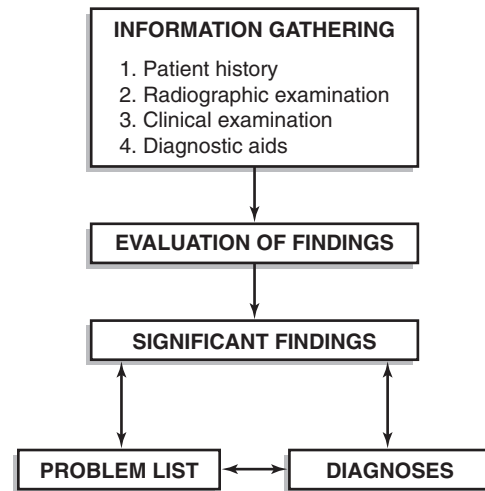 INFORMATION GATHERING
1. Patient history
2. Radiographic examination
3. Clinical examination
4. Diagnostic aids
EVALUATION OF FINDINGS
SIGNIFICANT FINDINGS
PROBLEM LIST
DIAGNOSES